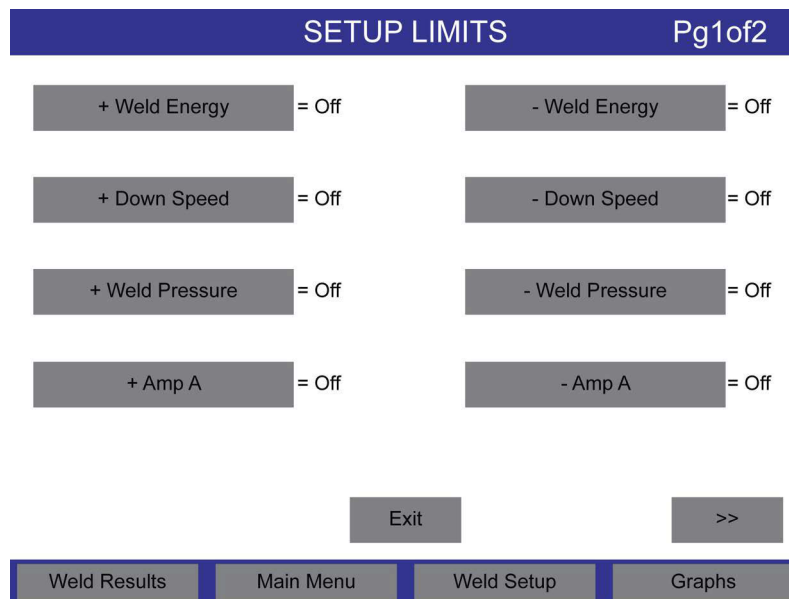 SETUP LIMITS Pg1of2
+ Weld Energy = Off - Weld Energy = Off
+ Down Speed = Off - Down Speed = Off
+ Weld Pressure = Off - Weld Pressure = Off
+ Amp A = Off - Amp A = Off
Exit >>
Weld Results Main Menu Weld Setup Graphs